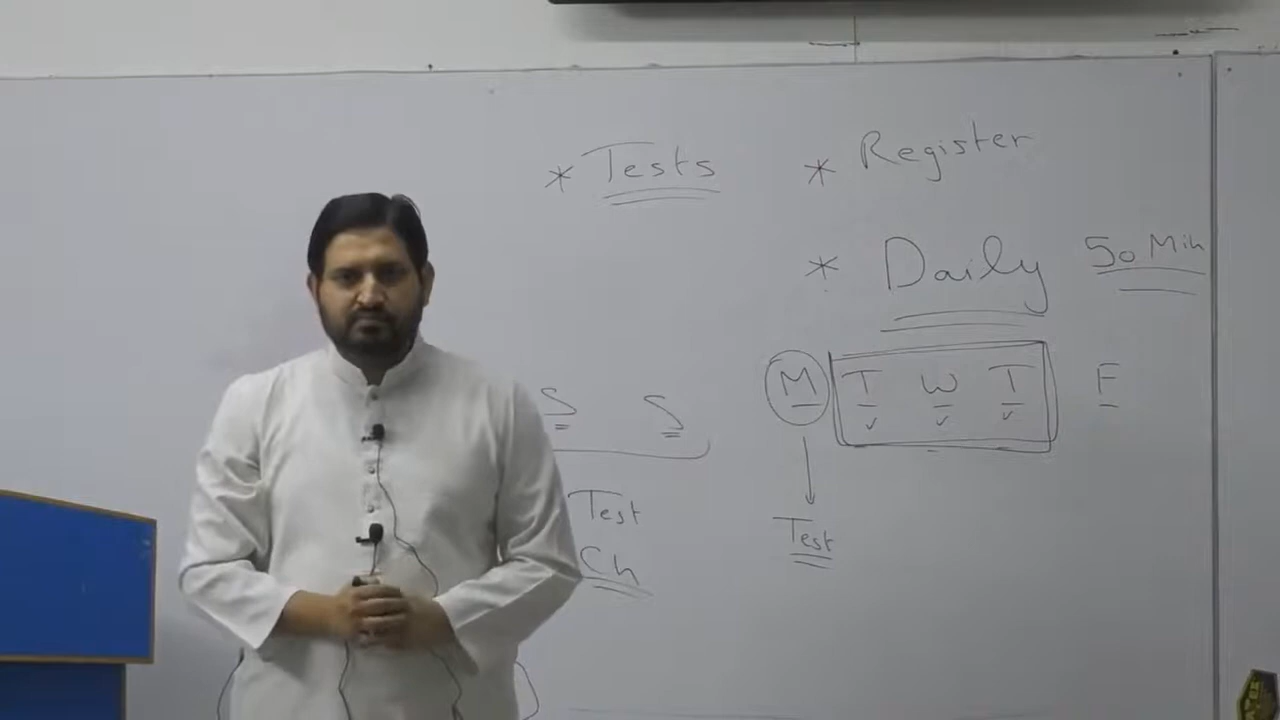 * Tests * Register
* Daily 50 Min
S S M T W T F
Test Test
Ch